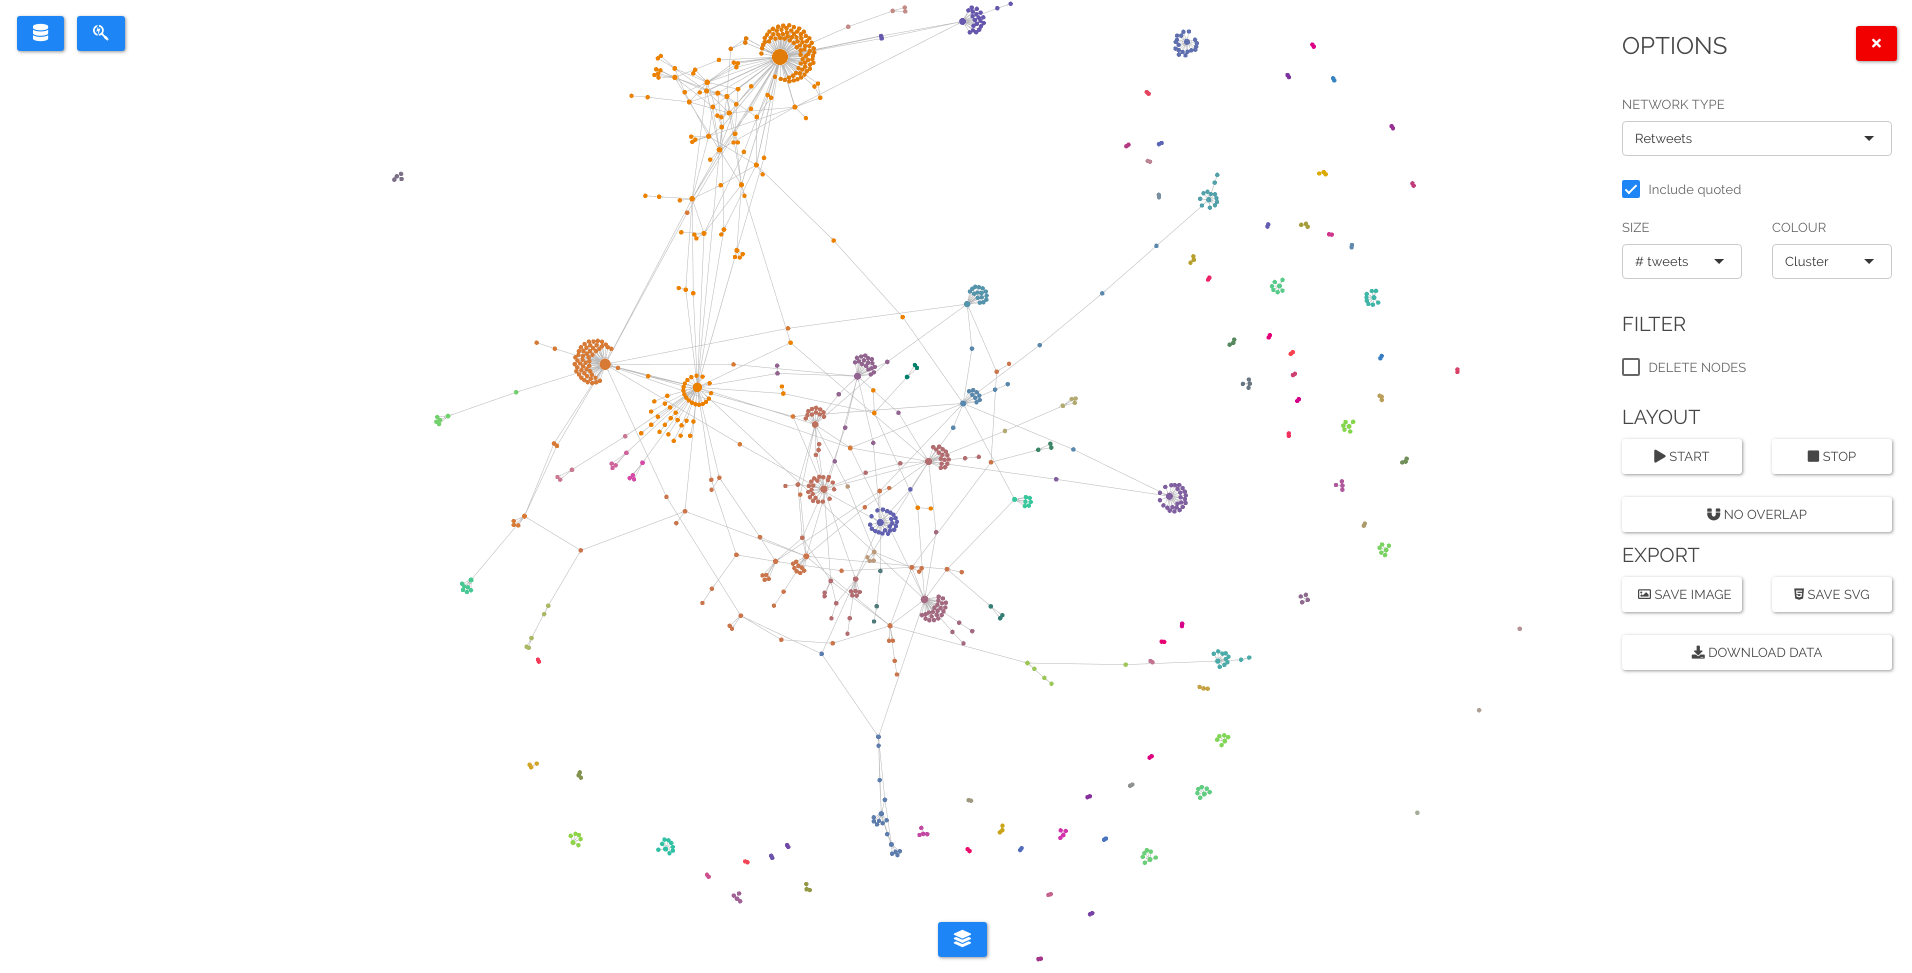 OPTIONS
NETWORK TYPE
Retweets
Include quoted
SIZE COLOUR
# tweets Cluster
FILTER
DELETE NODES
LAYOUT
START STOP
NO OVERLAP
EXPORT
SAVE IMAGE SAVE SVG
DOWNLOAD DATA